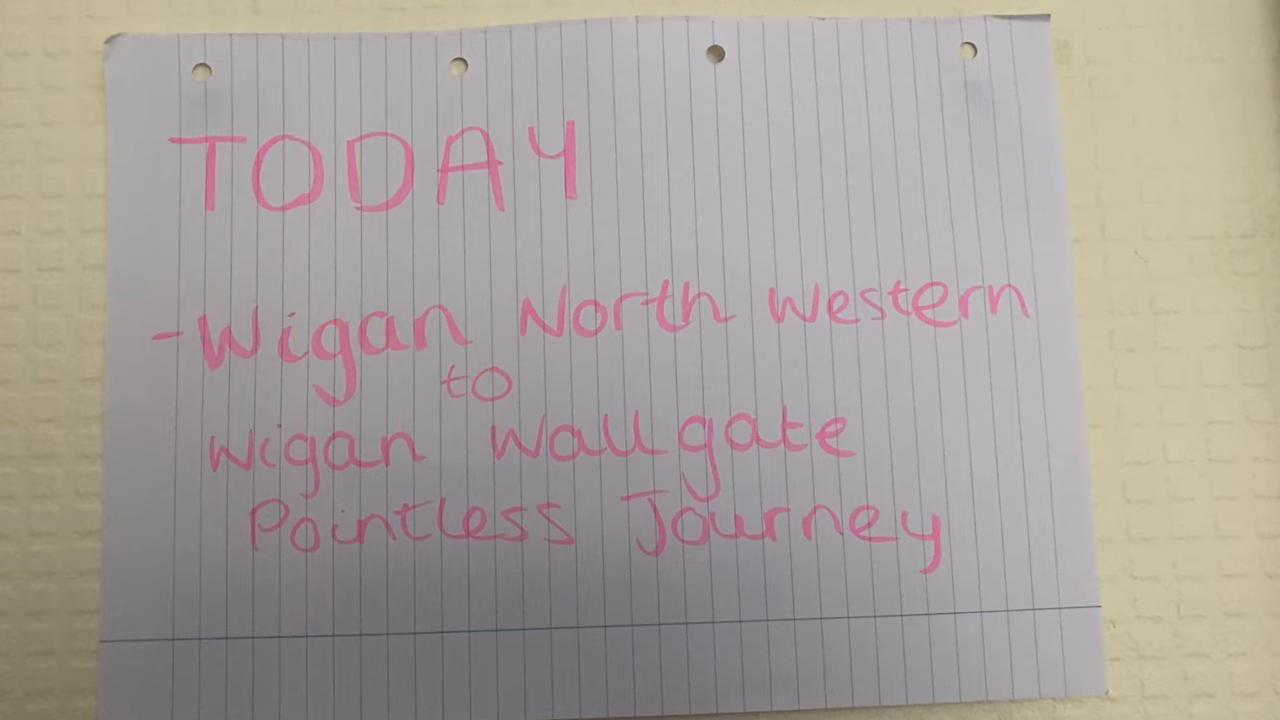 TODAY
- Wigan North Western
to
Wigan Wallgate
Pointless Journey